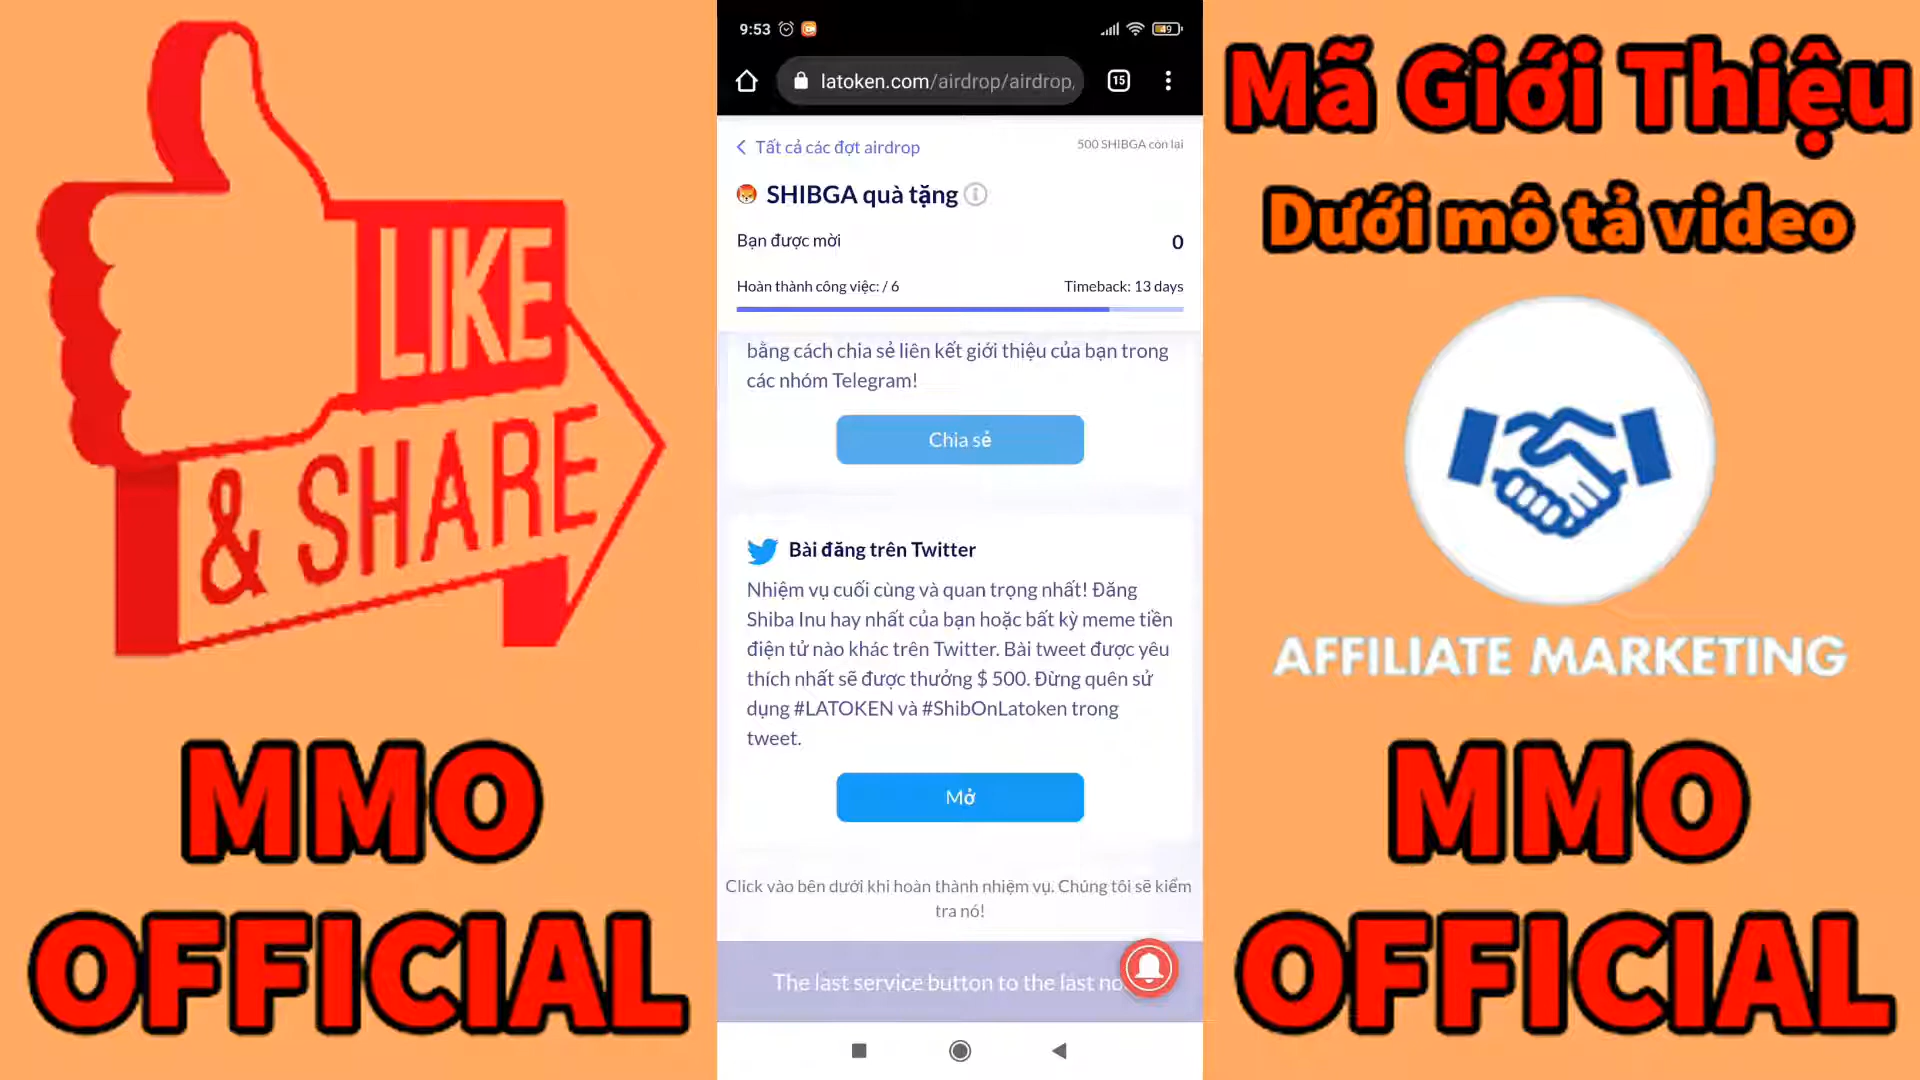 LIKE
& SHARE
MMO
OFFICIAL
9:53
49
latoken.com/airdrop/airdrop,
15
Tất cả các đợt airdrop
500 SHIBGA còn lại
SHIBGA quà tặng
Bạn được mời
0
Hoàn thành công việc: / 6
Timeback: 13 days
bằng cách chia sẻ liên kết giới thiệu của bạn trong
các nhóm Telegram!
Chia sẻ
Bài đăng trên Twitter
Nhiệm vụ cuối cùng và quan trọng nhất! Đăng
Shiba Inu hay nhất của bạn hoặc bất kỳ meme tiền
điện tử nào khác trên Twitter. Bài tweet được yêu
thích nhất sẽ được thưởng $ 500. Đừng quên sử
dụng #LATOKEN và #ShibOnLatoken trong
tweet.
Mở
Click vào bên dưới khi hoàn thành nhiệm vụ. Chúng tôi sẽ kiểm
tra nó!
The last service button to the last no
Mã Giới Thiệu
Dưới mô tả video
AFFILIATE MARKETING
MMO
OFFICIAL